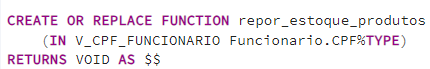 CREATE OR REPLACE FUNCTION repor_estoque_produtos
(IN V_CPF_FUNCIONARIO Funcionario.CPF%TYPE)
RETURNS VOID AS $$